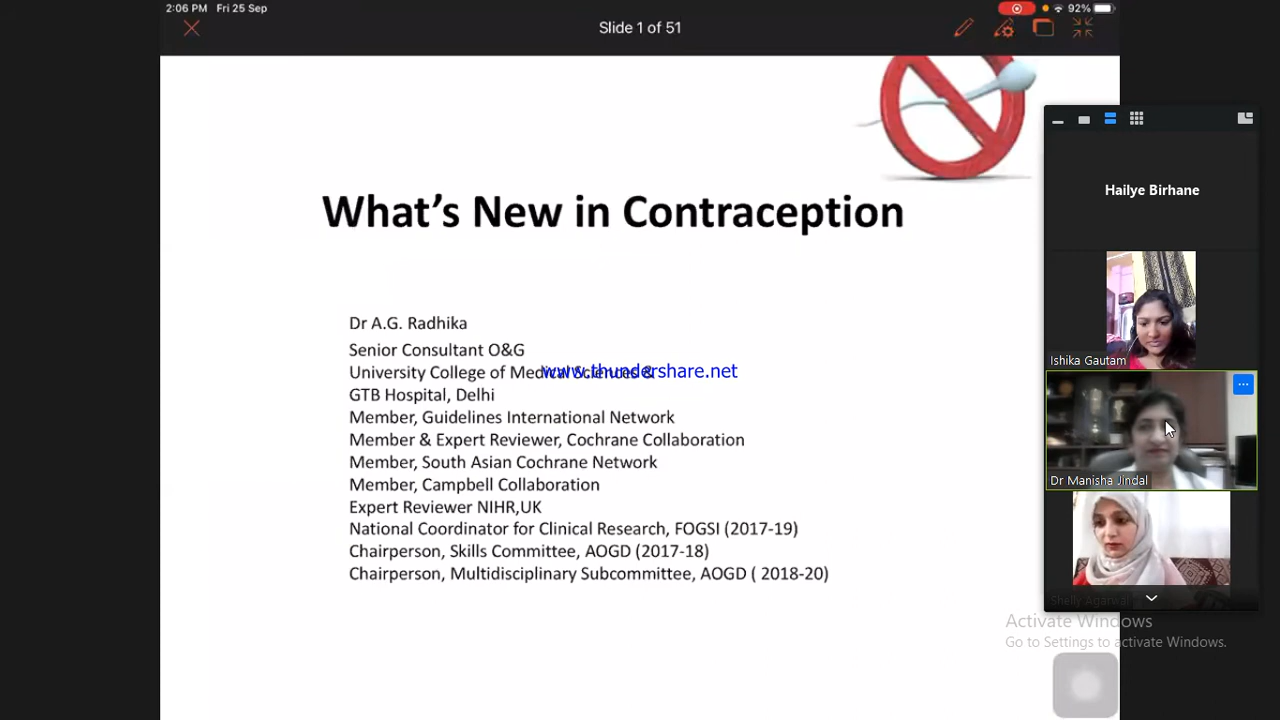 2:06 PM Fri 25 Sep
92%
Slide 1 of 51
What's New in Contraception
Dr A.G. Radhika
Senior Consultant O&G
University College of Medical Sciences &
www.thundershare.net
GTB Hospital, Delhi
Member, Guidelines International Network
Member & Expert Reviewer, Cochrane Collaboration
Member, South Asian Cochrane Network
Member, Campbell Collaboration
Expert Reviewer NIHR,UK
National Coordinator for Clinical Research, FOGSI (2017-19)
Chairperson, Skills Committee, AOGD (2017-18)
Chairperson, Multidisciplinary Subcommittee, AOGD ( 2018-20)
Hailye Birhane
Ishika Gautam
Dr Manisha Jindal
Shelly Agarwal
Activate Windows
Go to Settings to activate Windows.